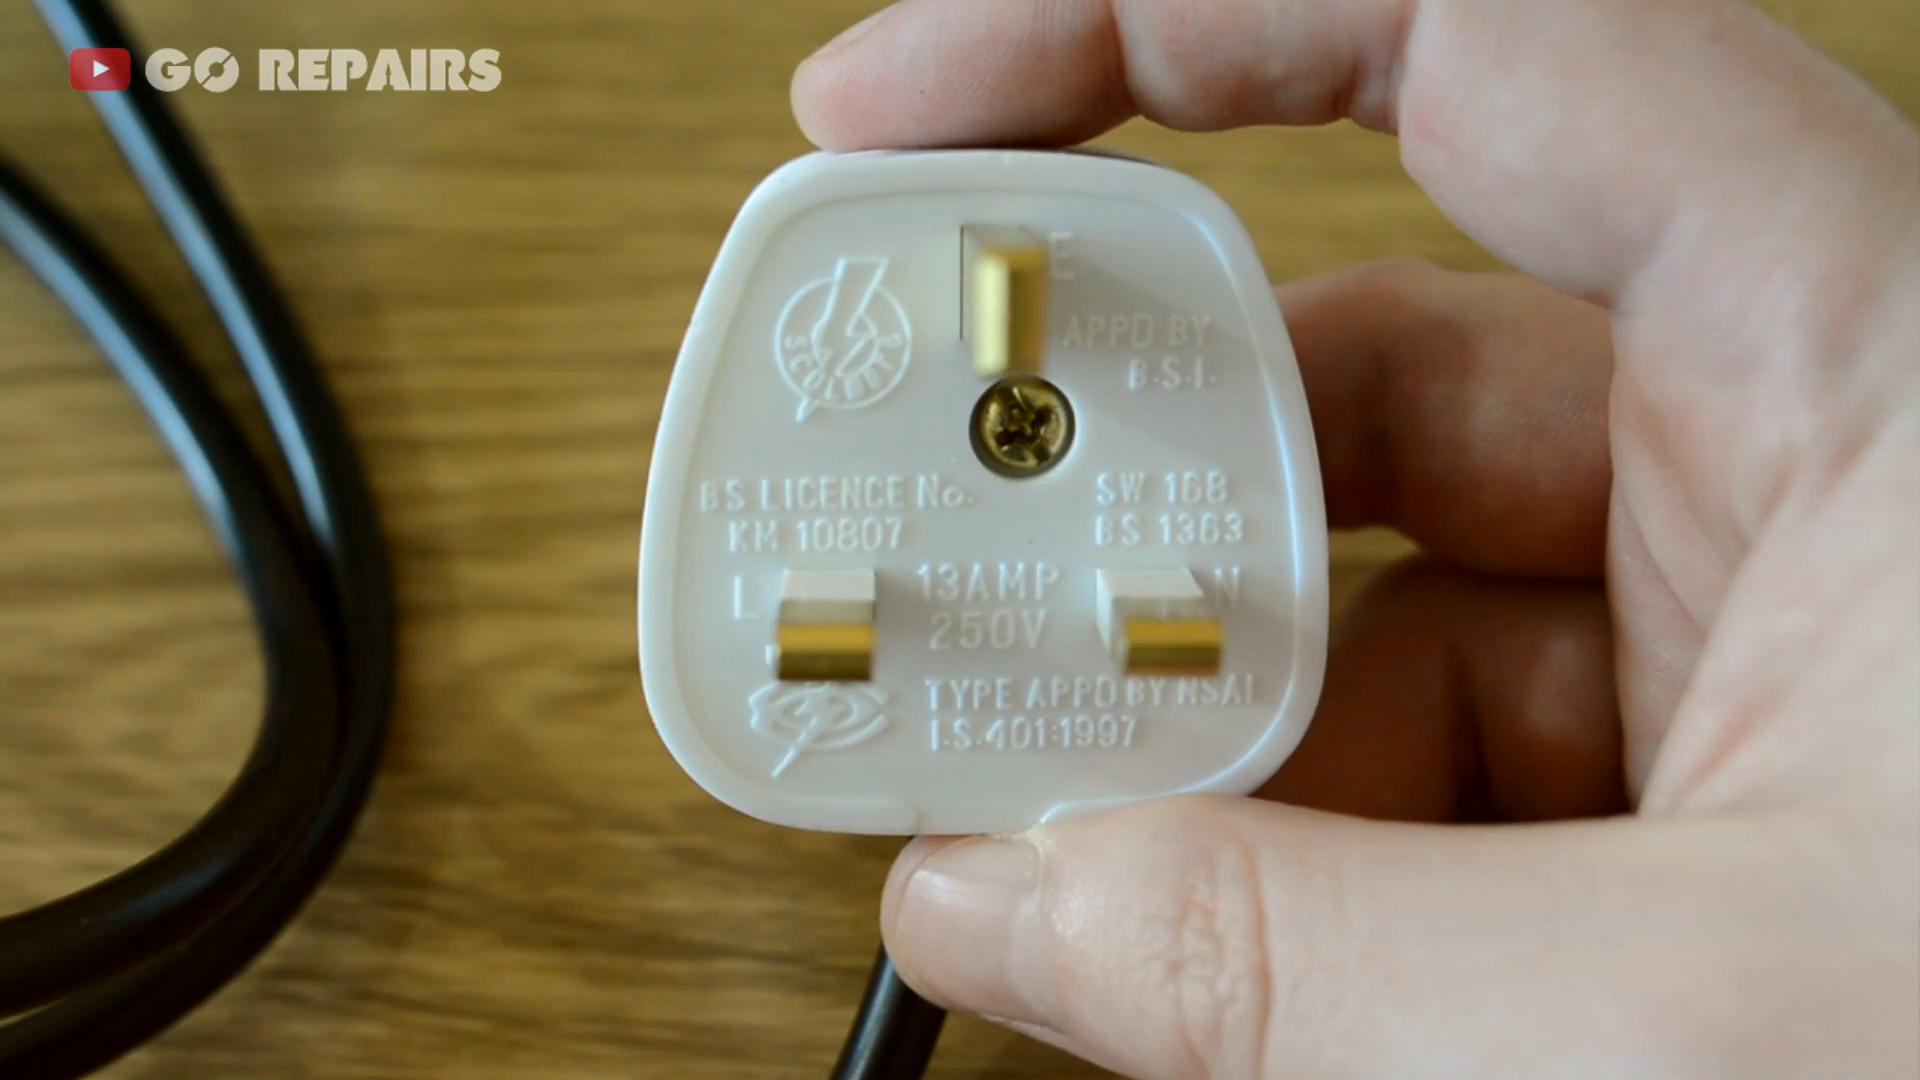 GO REPAIRS
E
APPD BY
B.S.I.
BS LICENCE No.
KM 10807
SW 168
BS 1363
L
13AMP
250V
N
TYPE APPD BY NSAI
I.S.401:1997